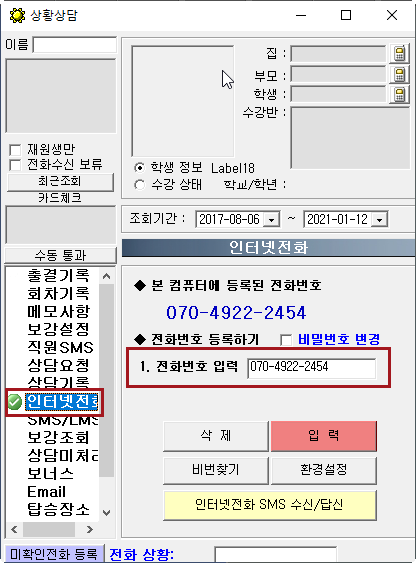 상황상담
이름
집 :
부모 :
학생 :
수강반 :
재원생만
전화수신 보류
최근조회
카드체크
수동 통과
학생 정보 Label18
수강 상태 학교/학년 :
조회기간 : 2017-08-06 ~ 2021-01-12
인터넷전화
출결기록
회차기록
메모사항
보강설정
직원SMS
상담요청
상담기록
인터넷전화
SMS/LMS
보강조회
상담미처리
보너스
Email
탑승장소
◆ 본 컴퓨터에 등록된 전화번호
070-4922-2454
◆ 전화번호 등록하기 비밀번호 변경
1. 전화번호 입력 070-4922-2454
삭 제 입 력
비번찾기 환경설정
인터넷전화 SMS 수신/답신
미확인전화 등록 전화 상황: